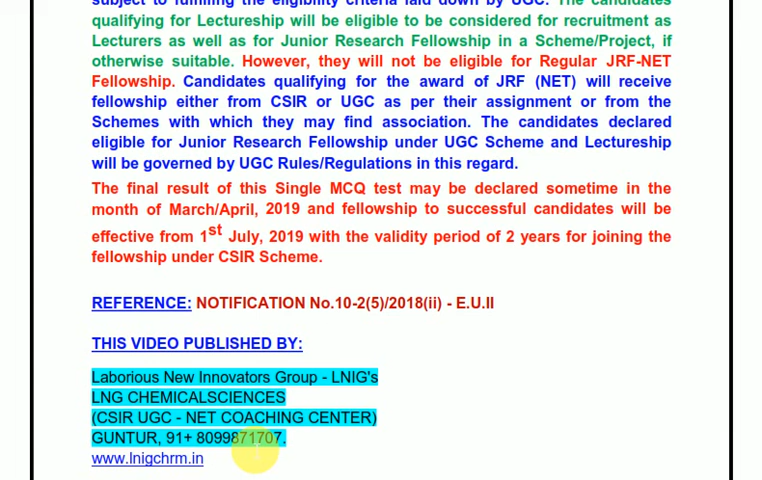 subject to fulfilling the eligibility criteria laid down by UGC. The candidates
qualifying for Lectureship will be eligible to be considered for recruitment as
Lecturers as well as for Junior Research Fellowship in a Scheme/Project, if
otherwise suitable. However, they will not be eligible for Regular JRF-NET
Fellowship. Candidates qualifying for the award of JRF (NET) will receive
fellowship either from CSIR or UGC as per their assignment or from the
Schemes with which they may find association. The candidates declared
eligible for Junior Research Fellowship under UGC Scheme and Lectureship
will be governed by UGC Rules/Regulations in this regard.
The final result of this Single MCQ test may be declared sometime in the
month of March/April, 2019 and fellowship to successful candidates will be
effective from 1st July, 2019 with the validity period of 2 years for joining the
fellowship under CSIR Scheme.
REFERENCE: NOTIFICATION No.10-2(5)/2018(ii) - E.U.II
THIS VIDEO PUBLISHED BY:
Laborious New Innovators Group - LNIG's
LNG CHEMICALSCIENCES
(CSIR UGC - NET COACHING CENTER)
GUNTUR, 91+ 8099871707.
www.lnigchrm.in